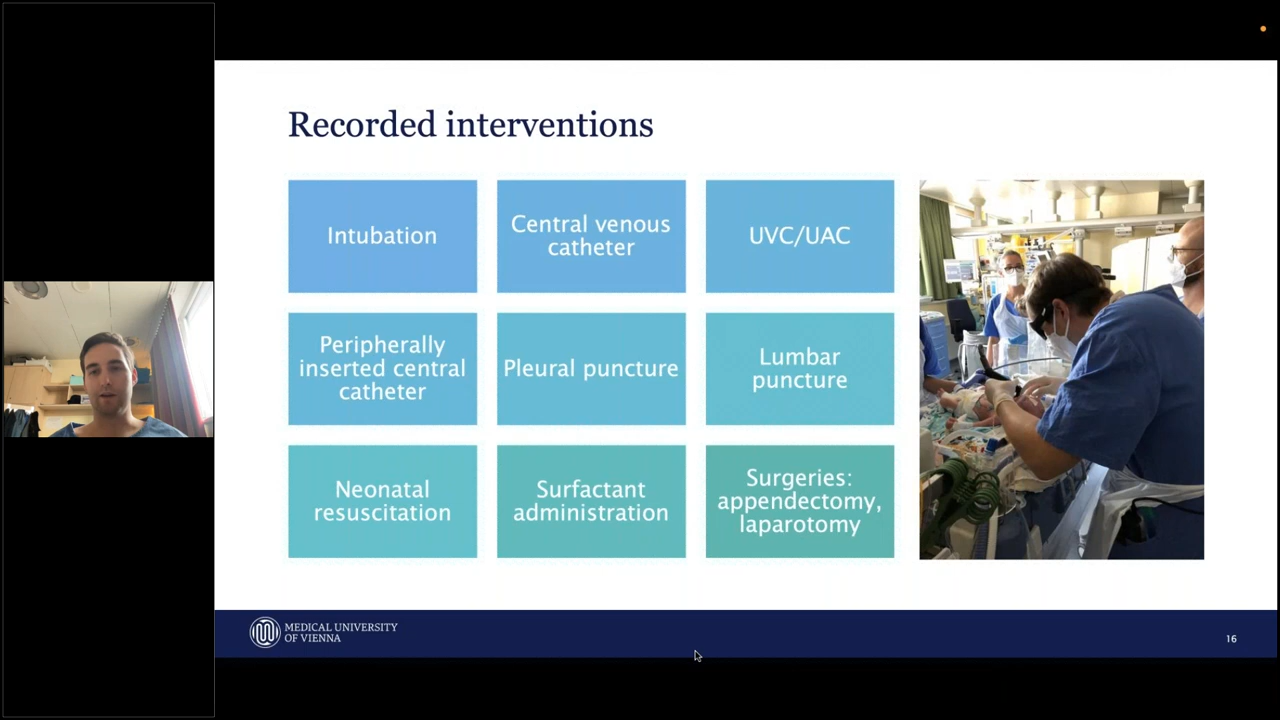 Recorded interventions
Intubation
Central venous
catheter
UVC/UAC
Peripherally
inserted central
catheter
Pleural puncture
Lumbar
puncture
Neonatal
resuscitation
Surfactant
administration
Surgeries:
appendectomy,
laparotomy
MEDICAL UNIVERSITY
OF VIENNA
16